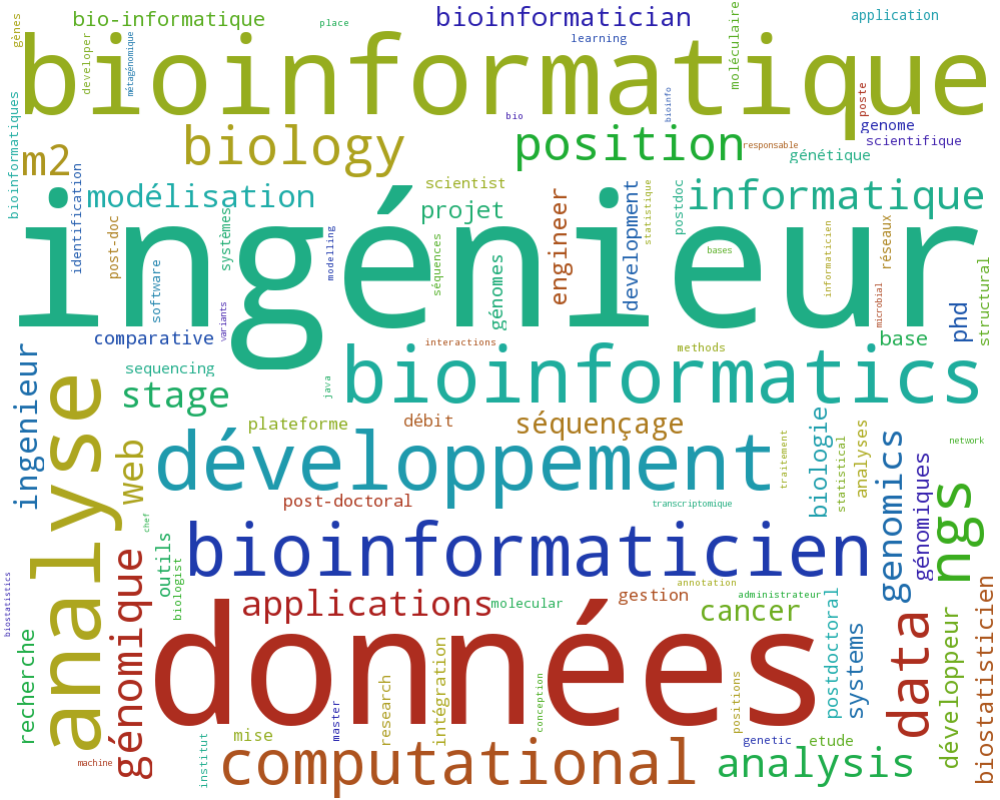 gènes
bio-informatique
place
bioinformatician
learning
moléculaire
application
bioinformatique
developer
métagénomique
bioinformatiques
bio
bioinfo
poste
genome
scientifique
m2
biology
position
responsable
génétique
identification
modélisation
scientist
projet
engineer
development
statistique
postdoc
informatique
ingénieur
post-doc
software
systèmes
variants
modelling
séquences
génomes
bases
informaticien
réseaux
microbial
structural
comparative
interactions
methods
base
phd
ingenieur
sequencing
stage
java
bioinformatics
analyse
web
plateforme
débit
séquençage
développement
traitement
biologie
statistical
analyses
genomics
génomiques
network
ngs
post-doctoral
transcriptomique
chef
outils
biologist
bioinformaticien
biostatistics
génomique
applications
molecular
gestion
annotation
cancer
administrateur
postdoctoral
systems
data
développeur
biostatisticien
recherche
données
intégration
research
master
conception
positions
machine
institut
mise
computational
genetic
etude
analysis